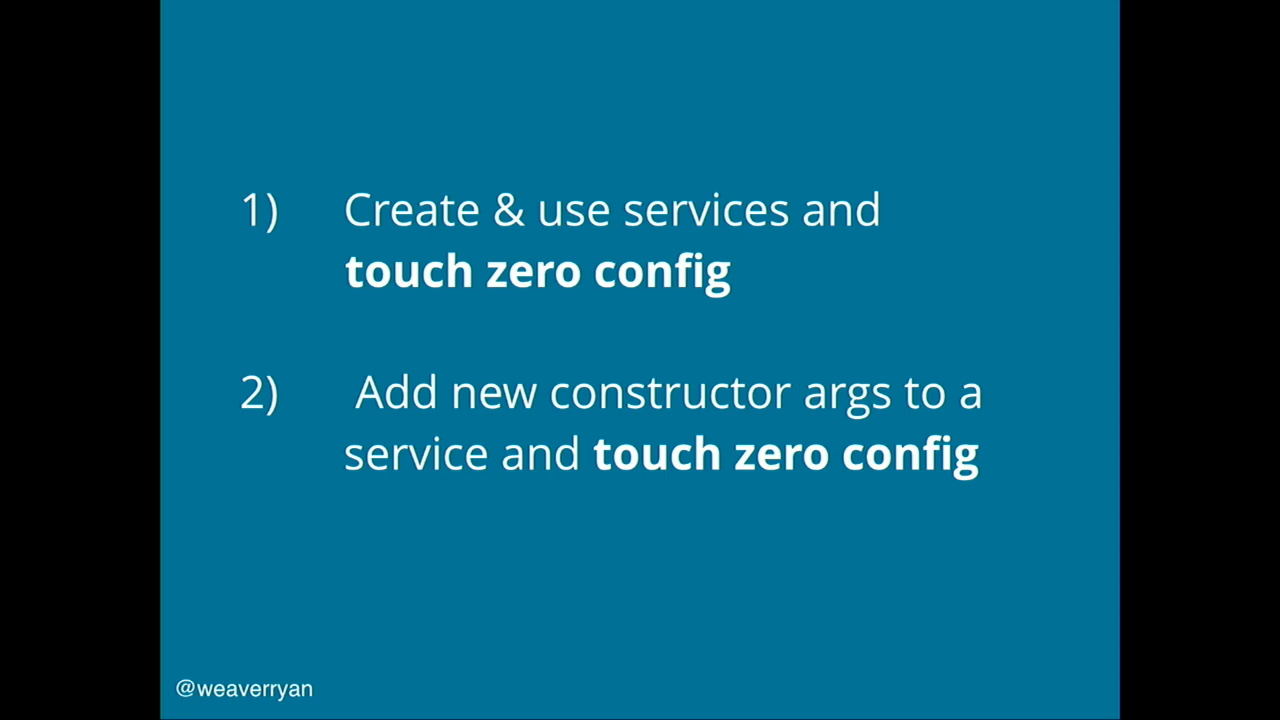 1) Create & use services and
touch zero config
2) Add new constructor args to a
service and touch zero config
@weaverryan